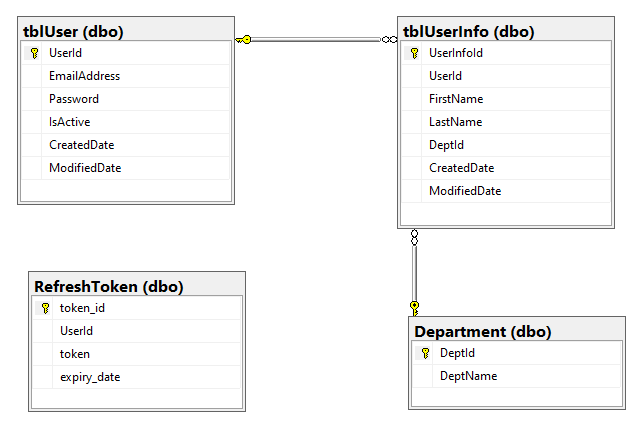 tblUser (dbo)
UserId
EmailAddress
Password
IsActive
CreatedDate
ModifiedDate
tblUserInfo (dbo)
UserInfoId
UserId
FirstName
LastName
DeptId
CreatedDate
ModifiedDate
RefreshToken (dbo)
token_id
UserId
token
expiry_date
Department (dbo)
DeptId
DeptName